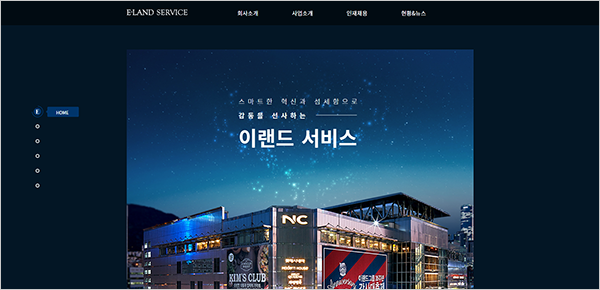 E·LAND SERVICE
회사소개 사업소개 인재채용 현황&뉴스
E HOME
스마트한 혁신과 섬세함으로
감동을 선사하는
이랜드 서비스
NC
KIM'S CLUB